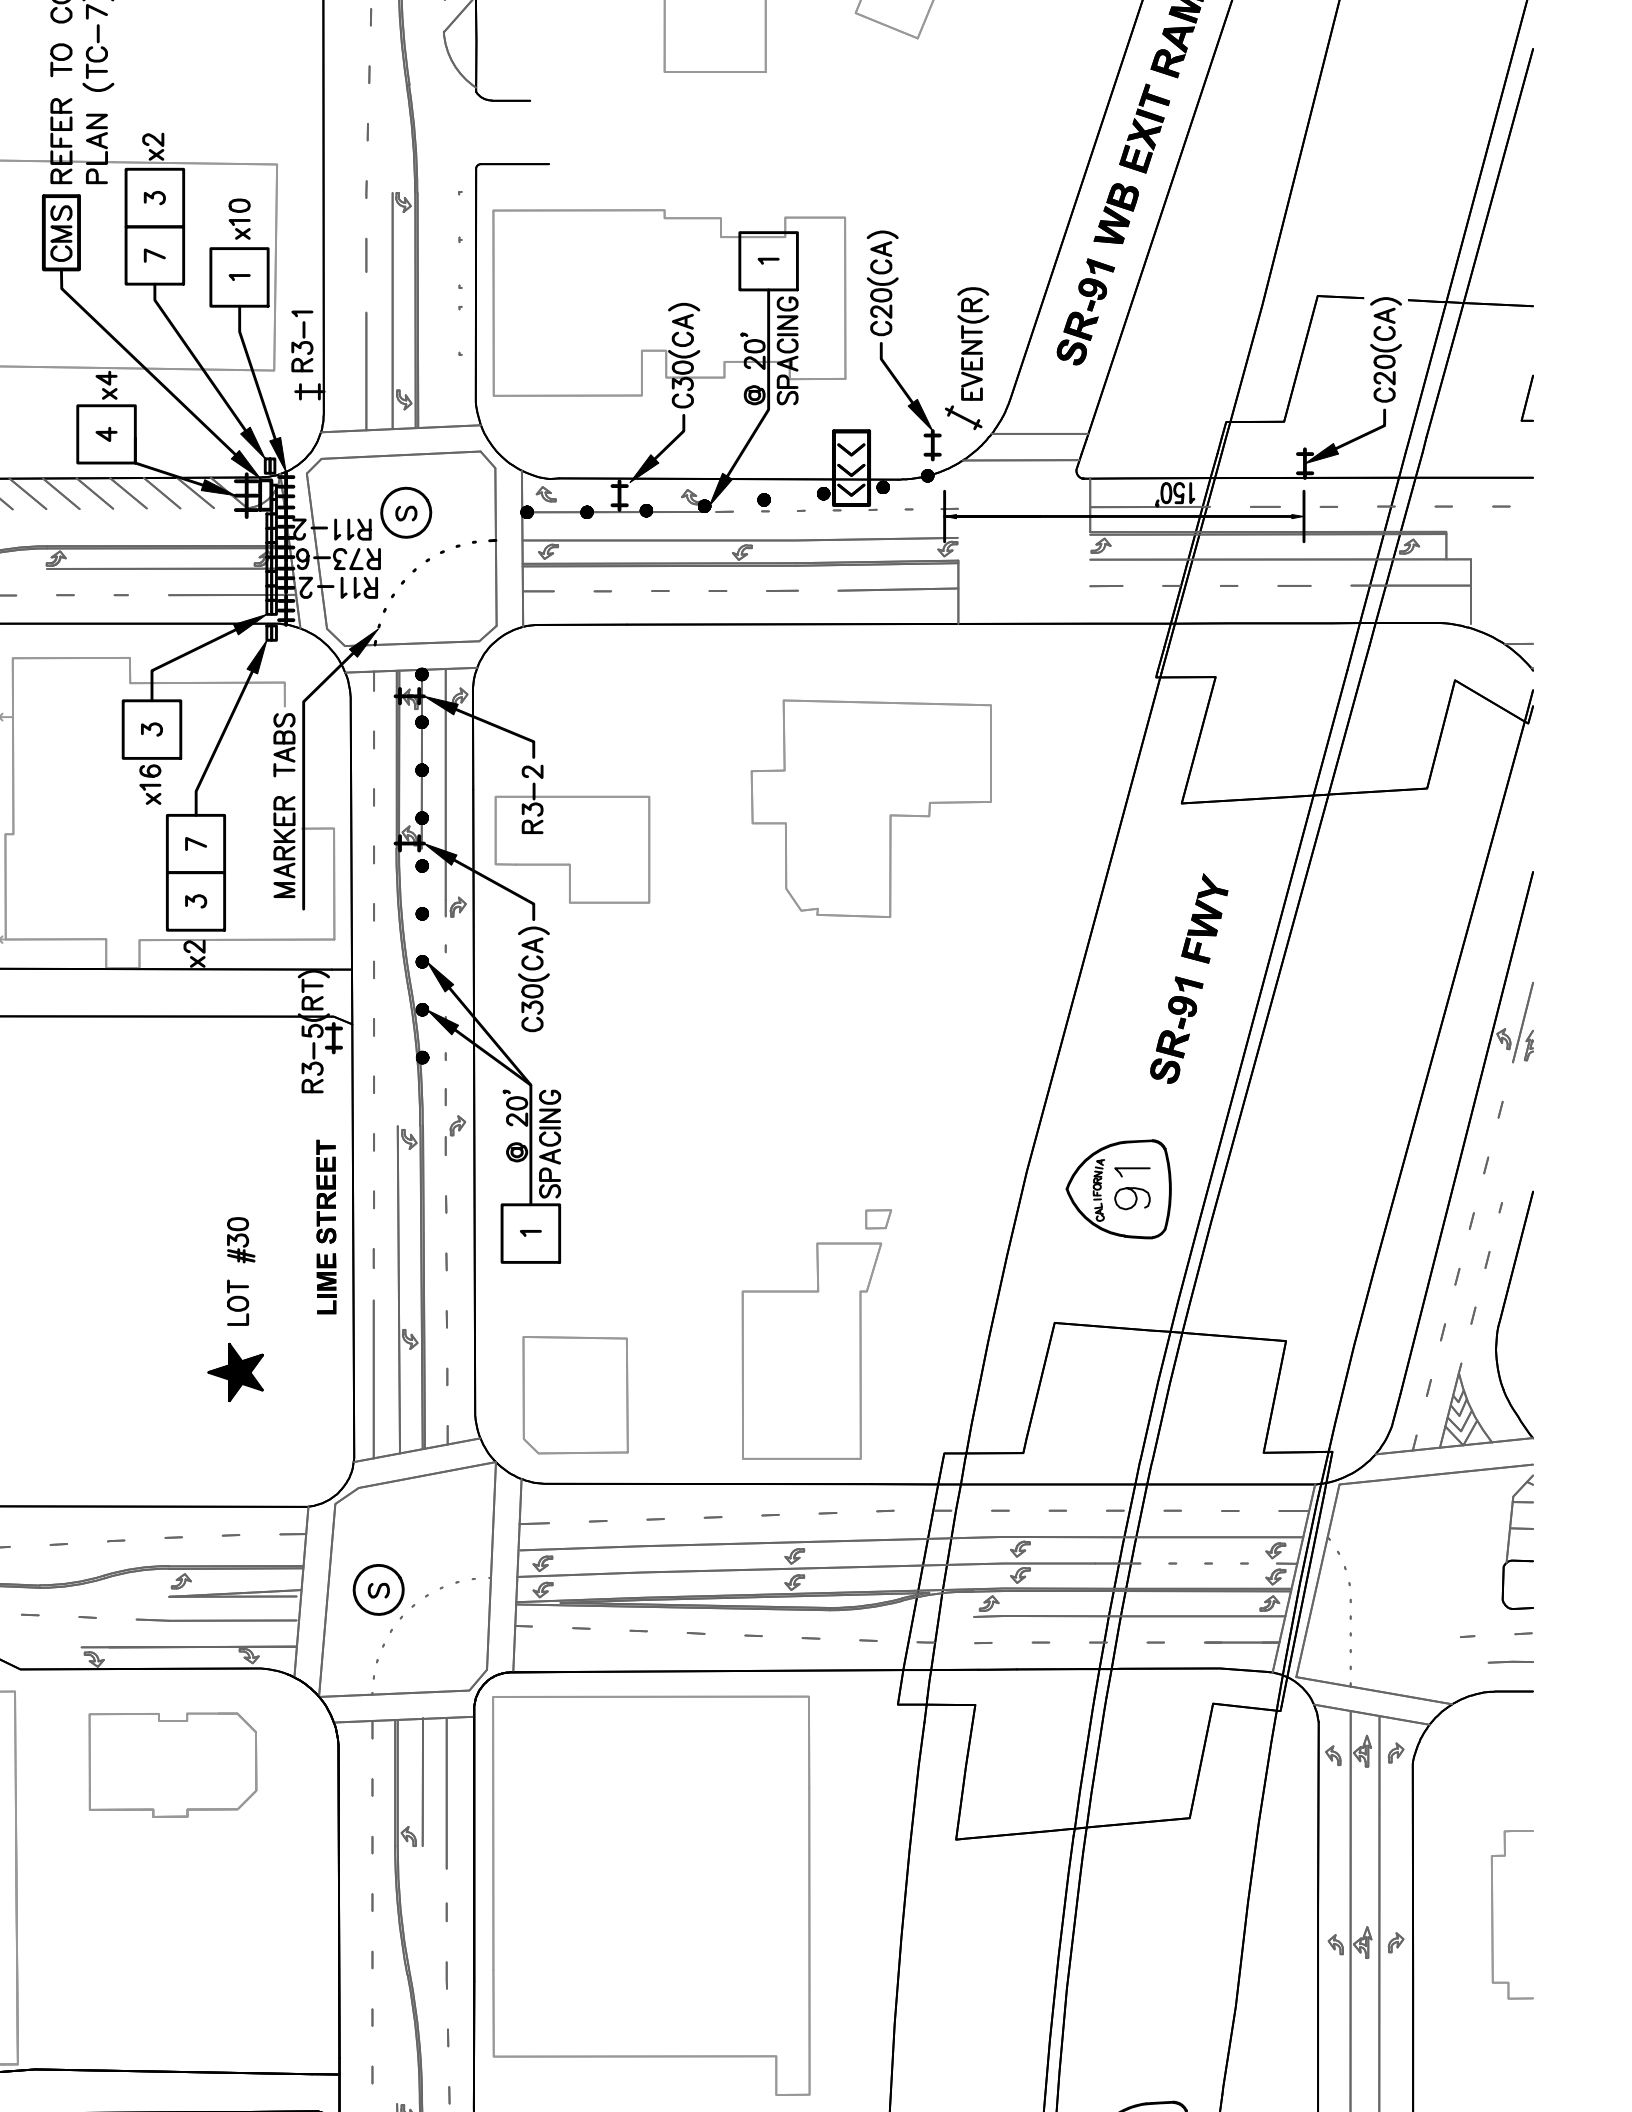 REFER TO
PLAN (TC-7
CMS
x2
7 3
1 x10
4 x4
R3-1
R11-2
R73-6
R11-2
S
C30(CA)
1 @ 20'
SPACING
C20(CA)
EVENT(R)
SR-91 WB EXIT RAM
C20(CA)
150'
x16 3
x2 3 7
MARKER TABS
R3-2
C30(CA)
R3-5(RT)
1 @ 20'
SPACING
LIME STREET
LOT #30
SR-91 FWY
CALIFORNIA
91
S